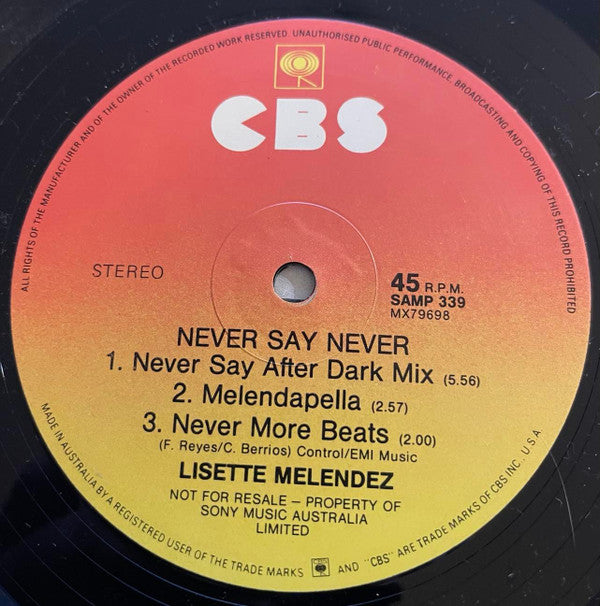 ALL RIGHTS OF THE MANUFACTURER AND OF THE OWNER OF THE RECORDED WORK RESERVED. UNAUTHORISED PUBLIC PERFORMANCE, BROADCASTING AND COPYING OF THIS RECORD PROHIBITED
CBS
STEREO
45 R.P.M.
SAMP 339
MX79698
NEVER SAY NEVER
1. Never Say After Dark Mix (5.56)
2. Melendapella (2.57)
3. Never More Beats (2.00)
(F. Reyes/C. Berrios) Control/EMI Music
LISETTE MELENDEZ
NOT FOR RESALE – PROPERTY OF
SONY MUSIC AUSTRALIA
LIMITED
MADE IN AUSTRALIA BY A REGISTERED USER OF THE TRADE MARKS AND "CBS" ARE TRADE MARKS OF CBS INC. U.S.A.